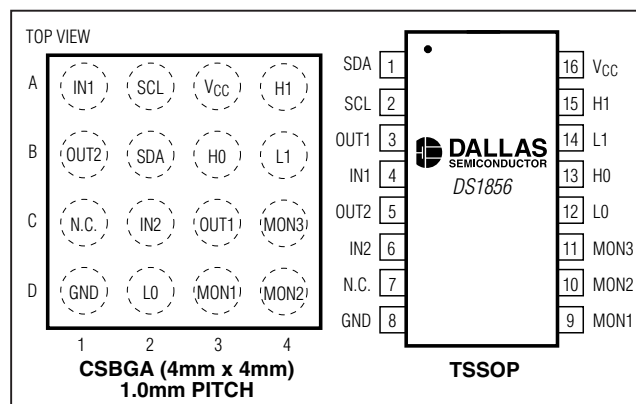 TOP VIEW
A IN1 SCL VCC H1
B OUT2 SDA H0 L1
C N.C. IN2 OUT1 MON3
D GND L0 MON1 MON2
1 2 3 4
CSBGA (4mm x 4mm)
1.0mm PITCH
SDA 1 16 VCC
SCL 2 15 H1
OUT1 3 14 L1
IN1 4 13 H0
OUT2 5 12 L0
IN2 6 11 MON3
N.C. 7 10 MON2
GND 8 9 MON1
DALLAS
SEMICONDUCTOR
DS1856
TSSOP